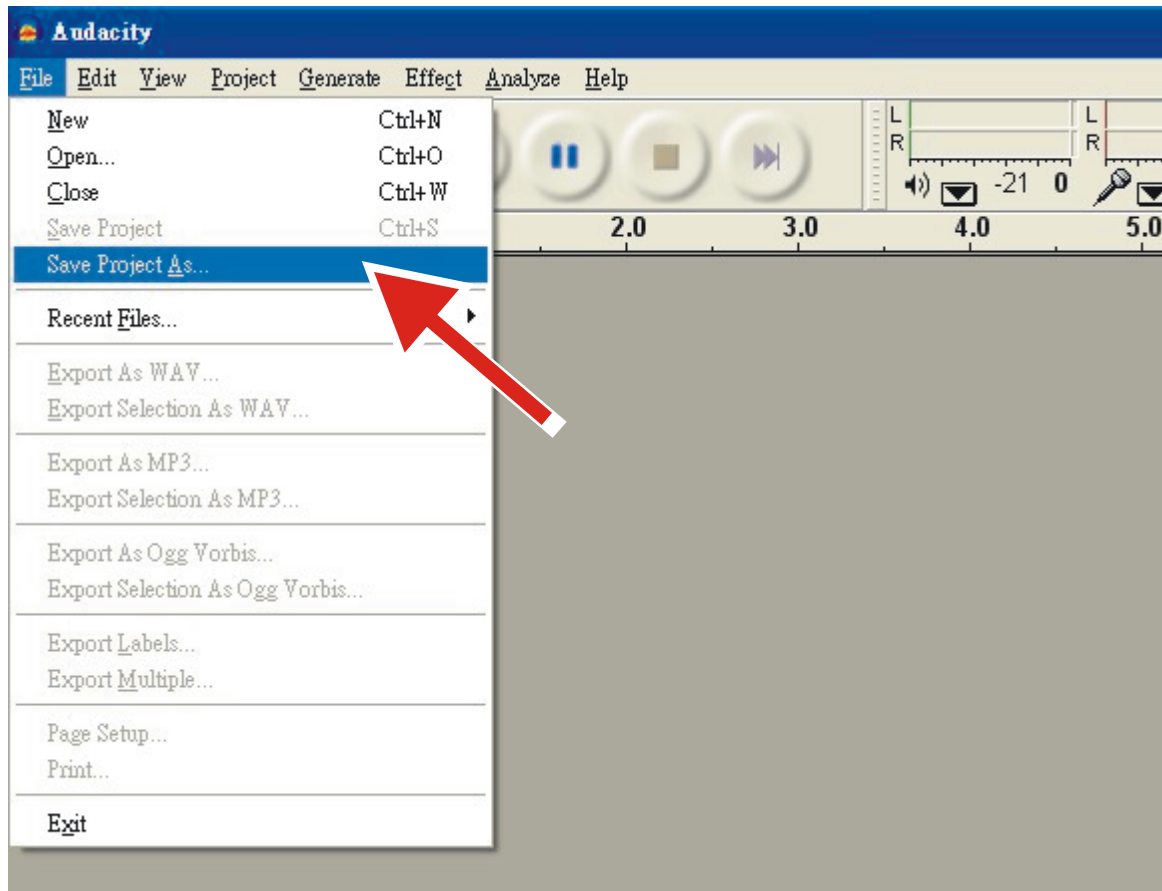 Audacity
File Edit View Project Generate Effect Analyze Help
New Ctrl+N
Open... Ctrl+O
Close Ctrl+W
Save Project Ctrl+S
Save Project As...
Recent Files...
Export As WAV...
Export Selection As WAV...
Export As MP3...
Export Selection As MP3...
Export As Ogg Vorbis...
Export Selection As Ogg Vorbis...
Export Labels...
Export Multiple...
Page Setup...
Print...
Exit
L L
R R
-21 0
2.0 3.0 4.0 5.0